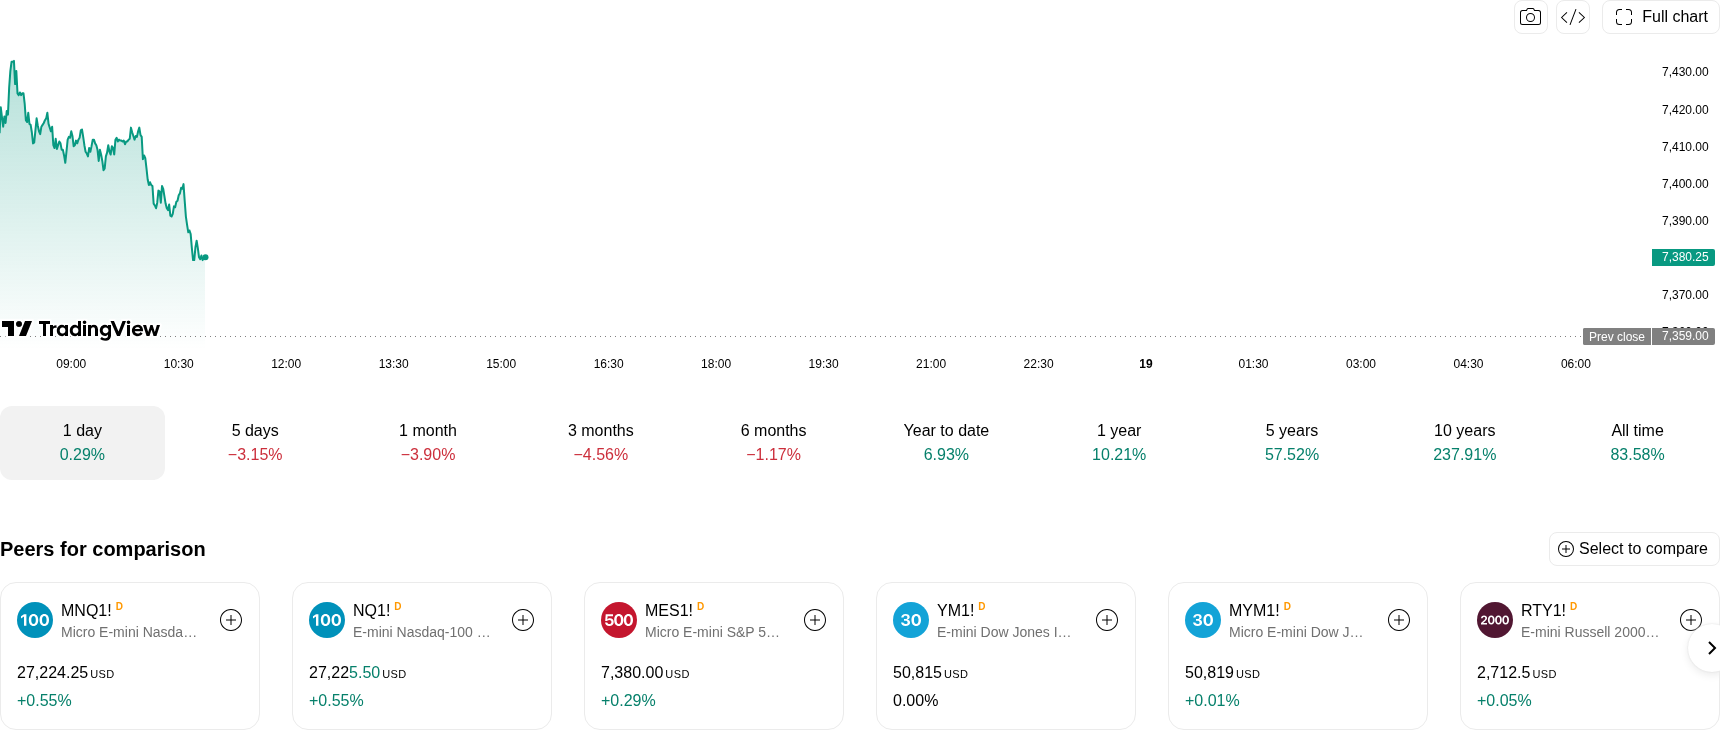 Full chart
7,430.00
7,420.00
7,410.00
7,400.00
7,390.00
7,380.25
7,370.00
TradingView
Prev close 7,359.00
09:00 10:30 12:00 13:30 15:00 16:30 18:00 19:30 21:00 22:30 19 01:30 03:00 04:30 06:00
1 day 5 days 1 month 3 months 6 months Year to date 1 year 5 years 10 years All time
0.29% −3.15% −3.90% −4.56% −1.17% 6.93% 10.21% 57.52% 237.91% 83.58%
Peers for comparison
Select to compare
100 MNQ1! D
Micro E-mini Nasda…
27,224.25 USD
+0.55%
100 NQ1! D
E-mini Nasdaq-100 …
27,225.50 USD
+0.55%
500 MES1! D
Micro E-mini S&P 5…
7,380.00 USD
+0.29%
30 YM1! D
E-mini Dow Jones I…
50,815 USD
0.00%
30 MYM1! D
Micro E-mini Dow J…
50,819 USD
+0.01%
2000 RTY1! D
E-mini Russell 2000…
2,712.5 USD
+0.05%